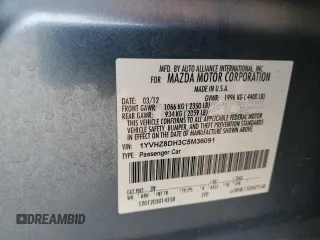 MFD. BY AUTO ALLIANCE INTERNATIONAL, INC.
FOR MAZDA MOTOR CORPORATION
MADE IN U.S.A.
03/12 GVWR: 1996 KG (4400 LB)
FRONT GAWR: 1066 KG (2350 LB)
REAR GAWR: 934 KG (2059 LB)
THIS VEHICLE CONFORMS TO ALL APPLICABLE FEDERAL MOTOR
VEHICLE SAFETY, BUMPER, AND THEFT PREVENTION STANDARDS
IN EFFECT ON THE DATE OF MANUFACTURE SHOWN ABOVE.
VIN: 1YVHZ8DH3C5M36091
TYPE: Passenger Car
DREAMBID